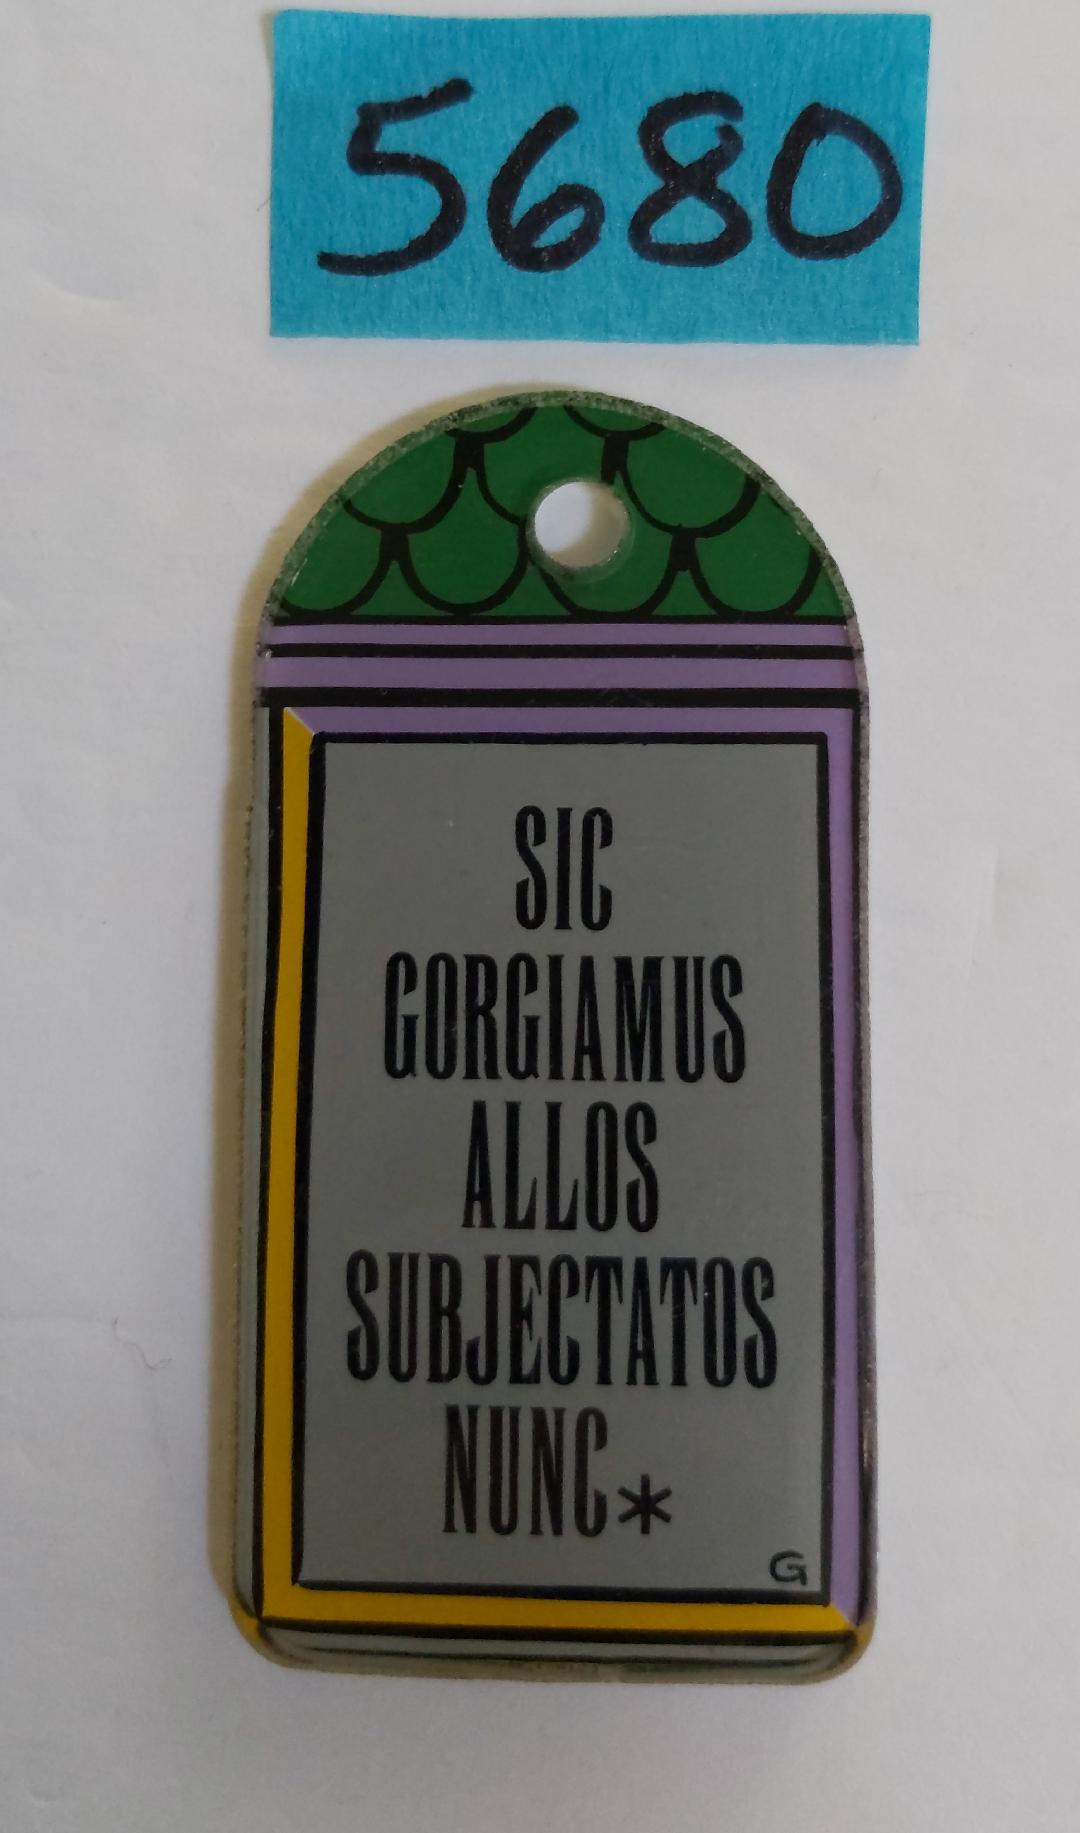 5680
SIC
GORGIAMUS
ALLOS
SUBJECTATOS
NUNC*
G